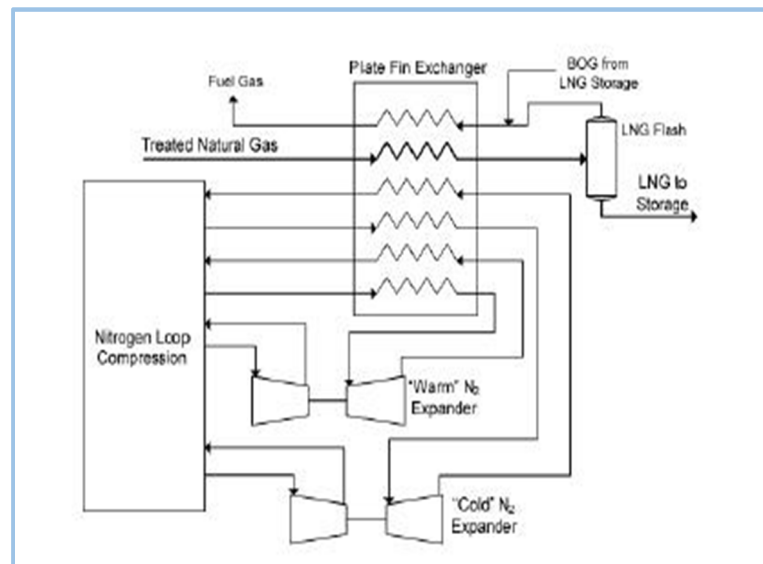 Plate Fin Exchanger
BOG from
LNG Storage
Fuel Gas
LNG Flash
Treated Natural Gas
LNG to
Storage
Nitrogen Loop
Compression
"Warm" N₂
Expander
"Cold" N₂
Expander